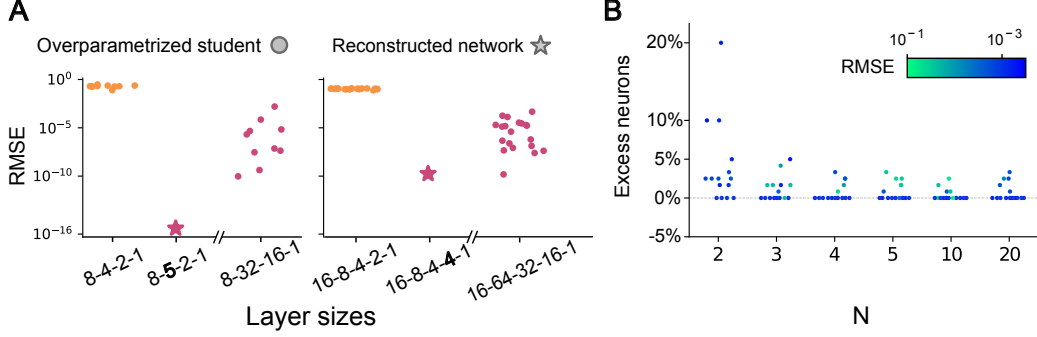 A
Overparametrized student
Reconstructed network
RMSE
10^0
10^-5
10^-10
10^-16
8-4-2-1
8-5-2-1
8-32-16-1
16-8-4-2-1
16-8-4-4-1
16-64-32-16-1
Layer sizes
B
Excess neurons
20%
10%
0%
-5%
RMSE
10^-1
10^-3
2
3
4
5
10
20
N